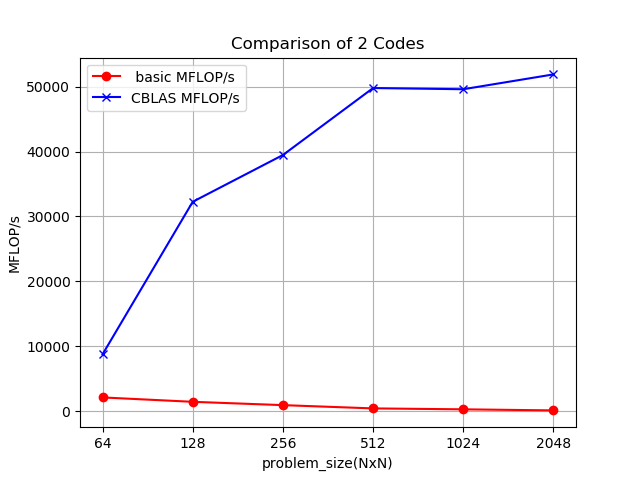 Comparison of 2 Codes
basic MFLOP/s
CBLAS MFLOP/s
50000
40000
30000
20000
10000
0
MFLOP/s
64 128 256 512 1024 2048
problem_size(NxN)